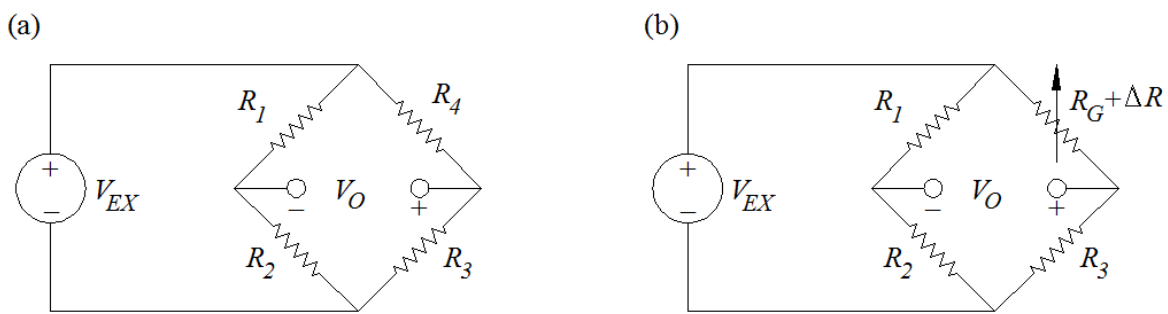 (a)
R1
R4
+
VEX
−
− VO +
R2
R3
(b)
R1
RG+ΔR
+
VEX
−
− VO +
R2
R3